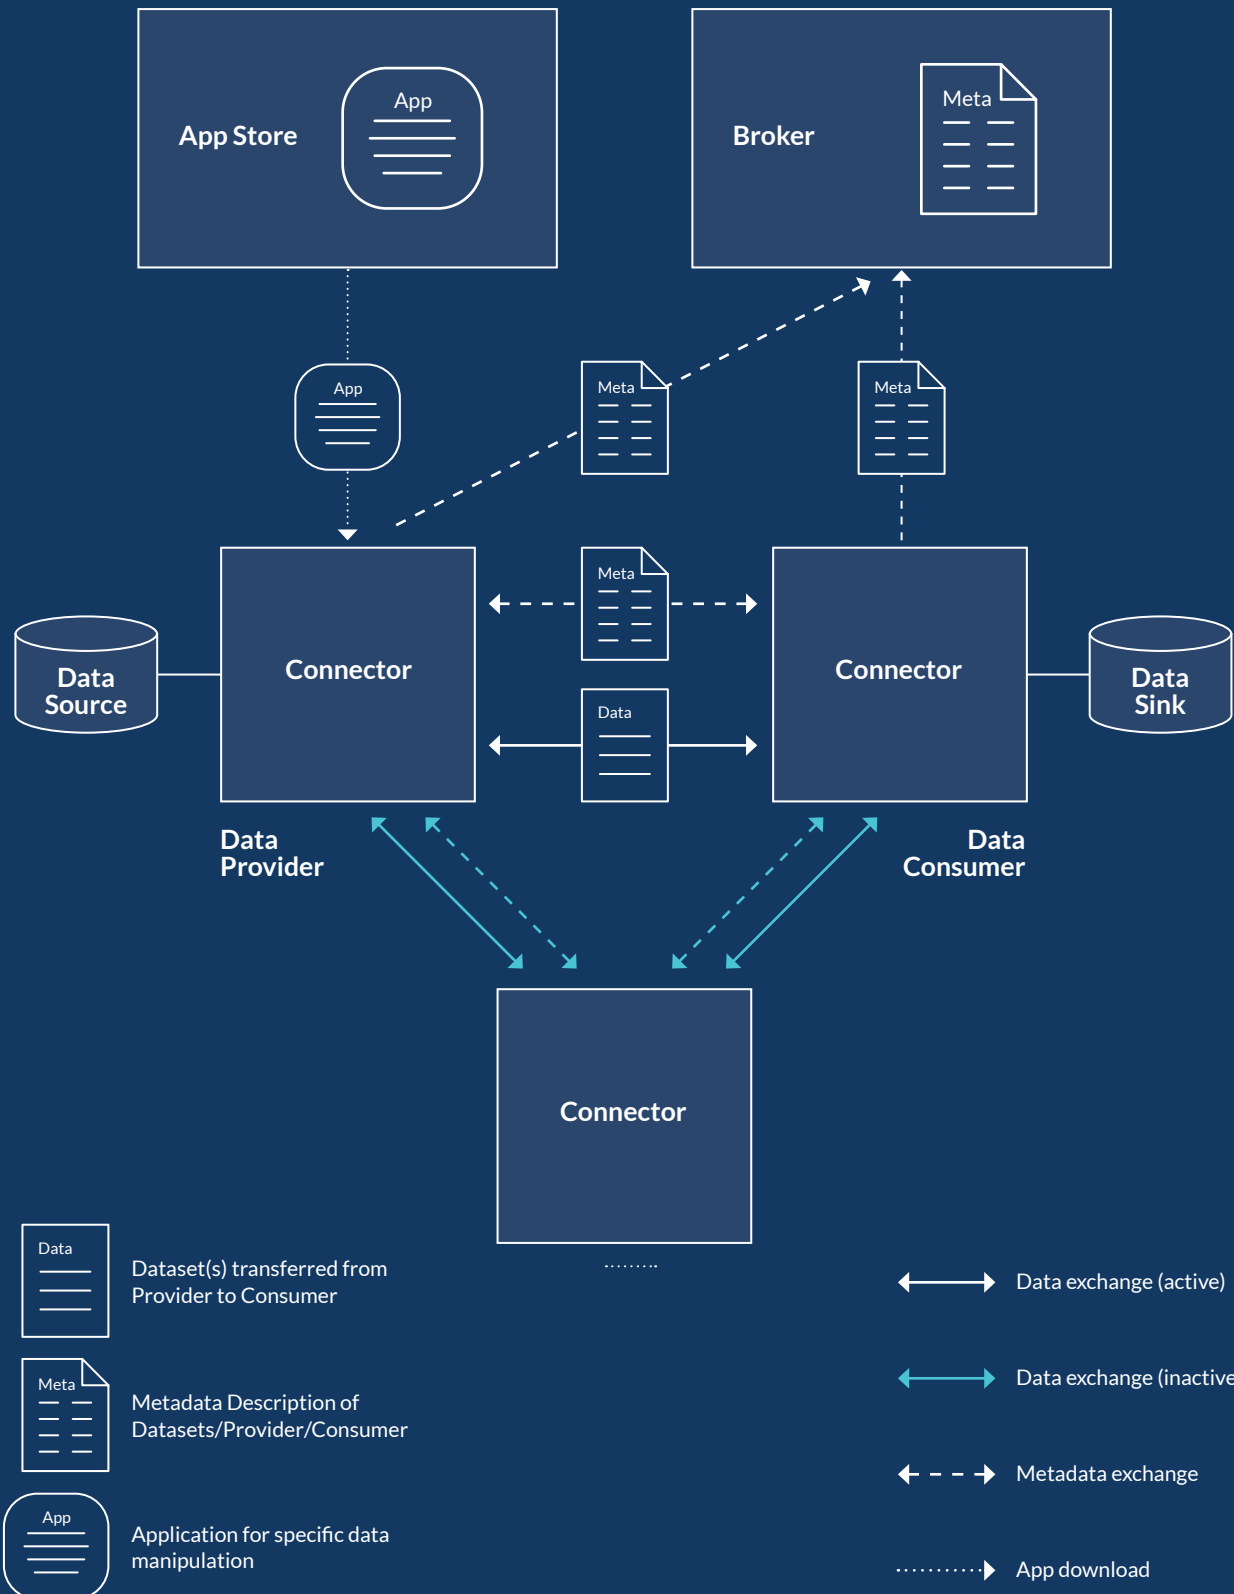 App
App Store
Meta
Broker
App
Meta
Meta
Meta
Data
Source
Connector
Data
Connector
Data
Sink
Data
Provider
Data
Consumer
Connector
Data
Dataset(s) transferred from
Provider to Consumer
Meta
Metadata Description of
Datasets/Provider/Consumer
App
Application for specific data
manipulation
Data exchange (active)
Data exchange (inactive
Metadata exchange
App download